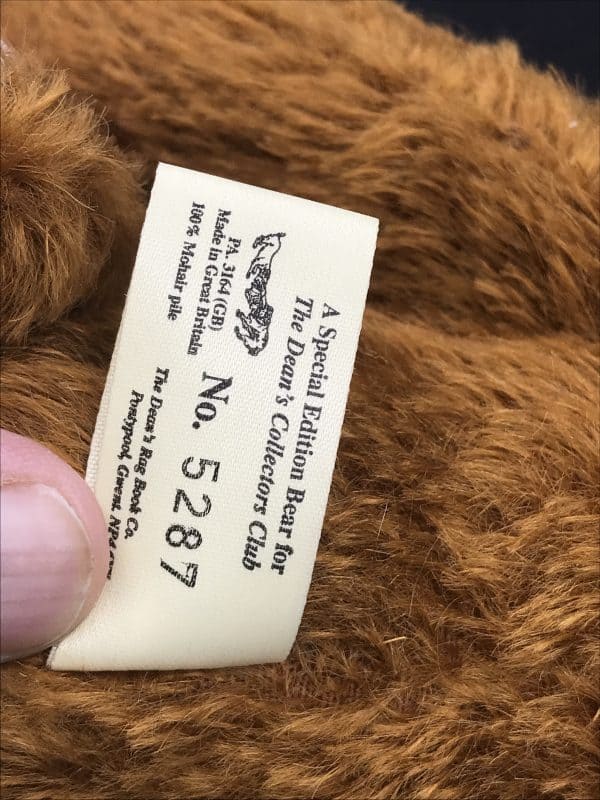 A Special Edition Bear for
The Dean's Collectors Club
No. 5287
PA. 3164 (GB)
Made in Great Britain
100% Mohair pile
The Dean's Rag Book Co.
Pontypool, Gwent. NP4